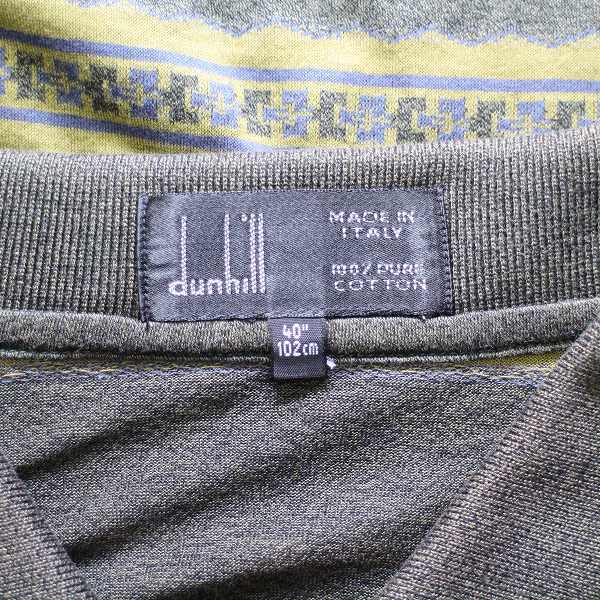 dunhill
MADE IN
ITALY
100% PURE
COTTON
40"
102cm